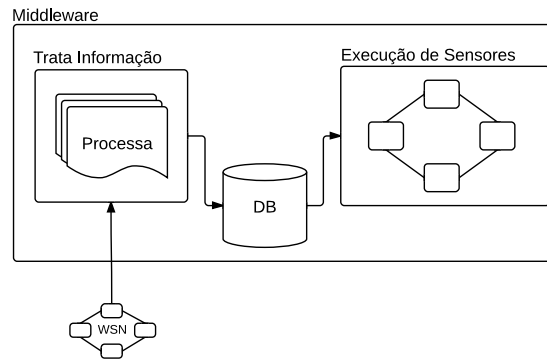 Middleware
Trata Informação
Execução de Sensores
Processa
DB
WSN